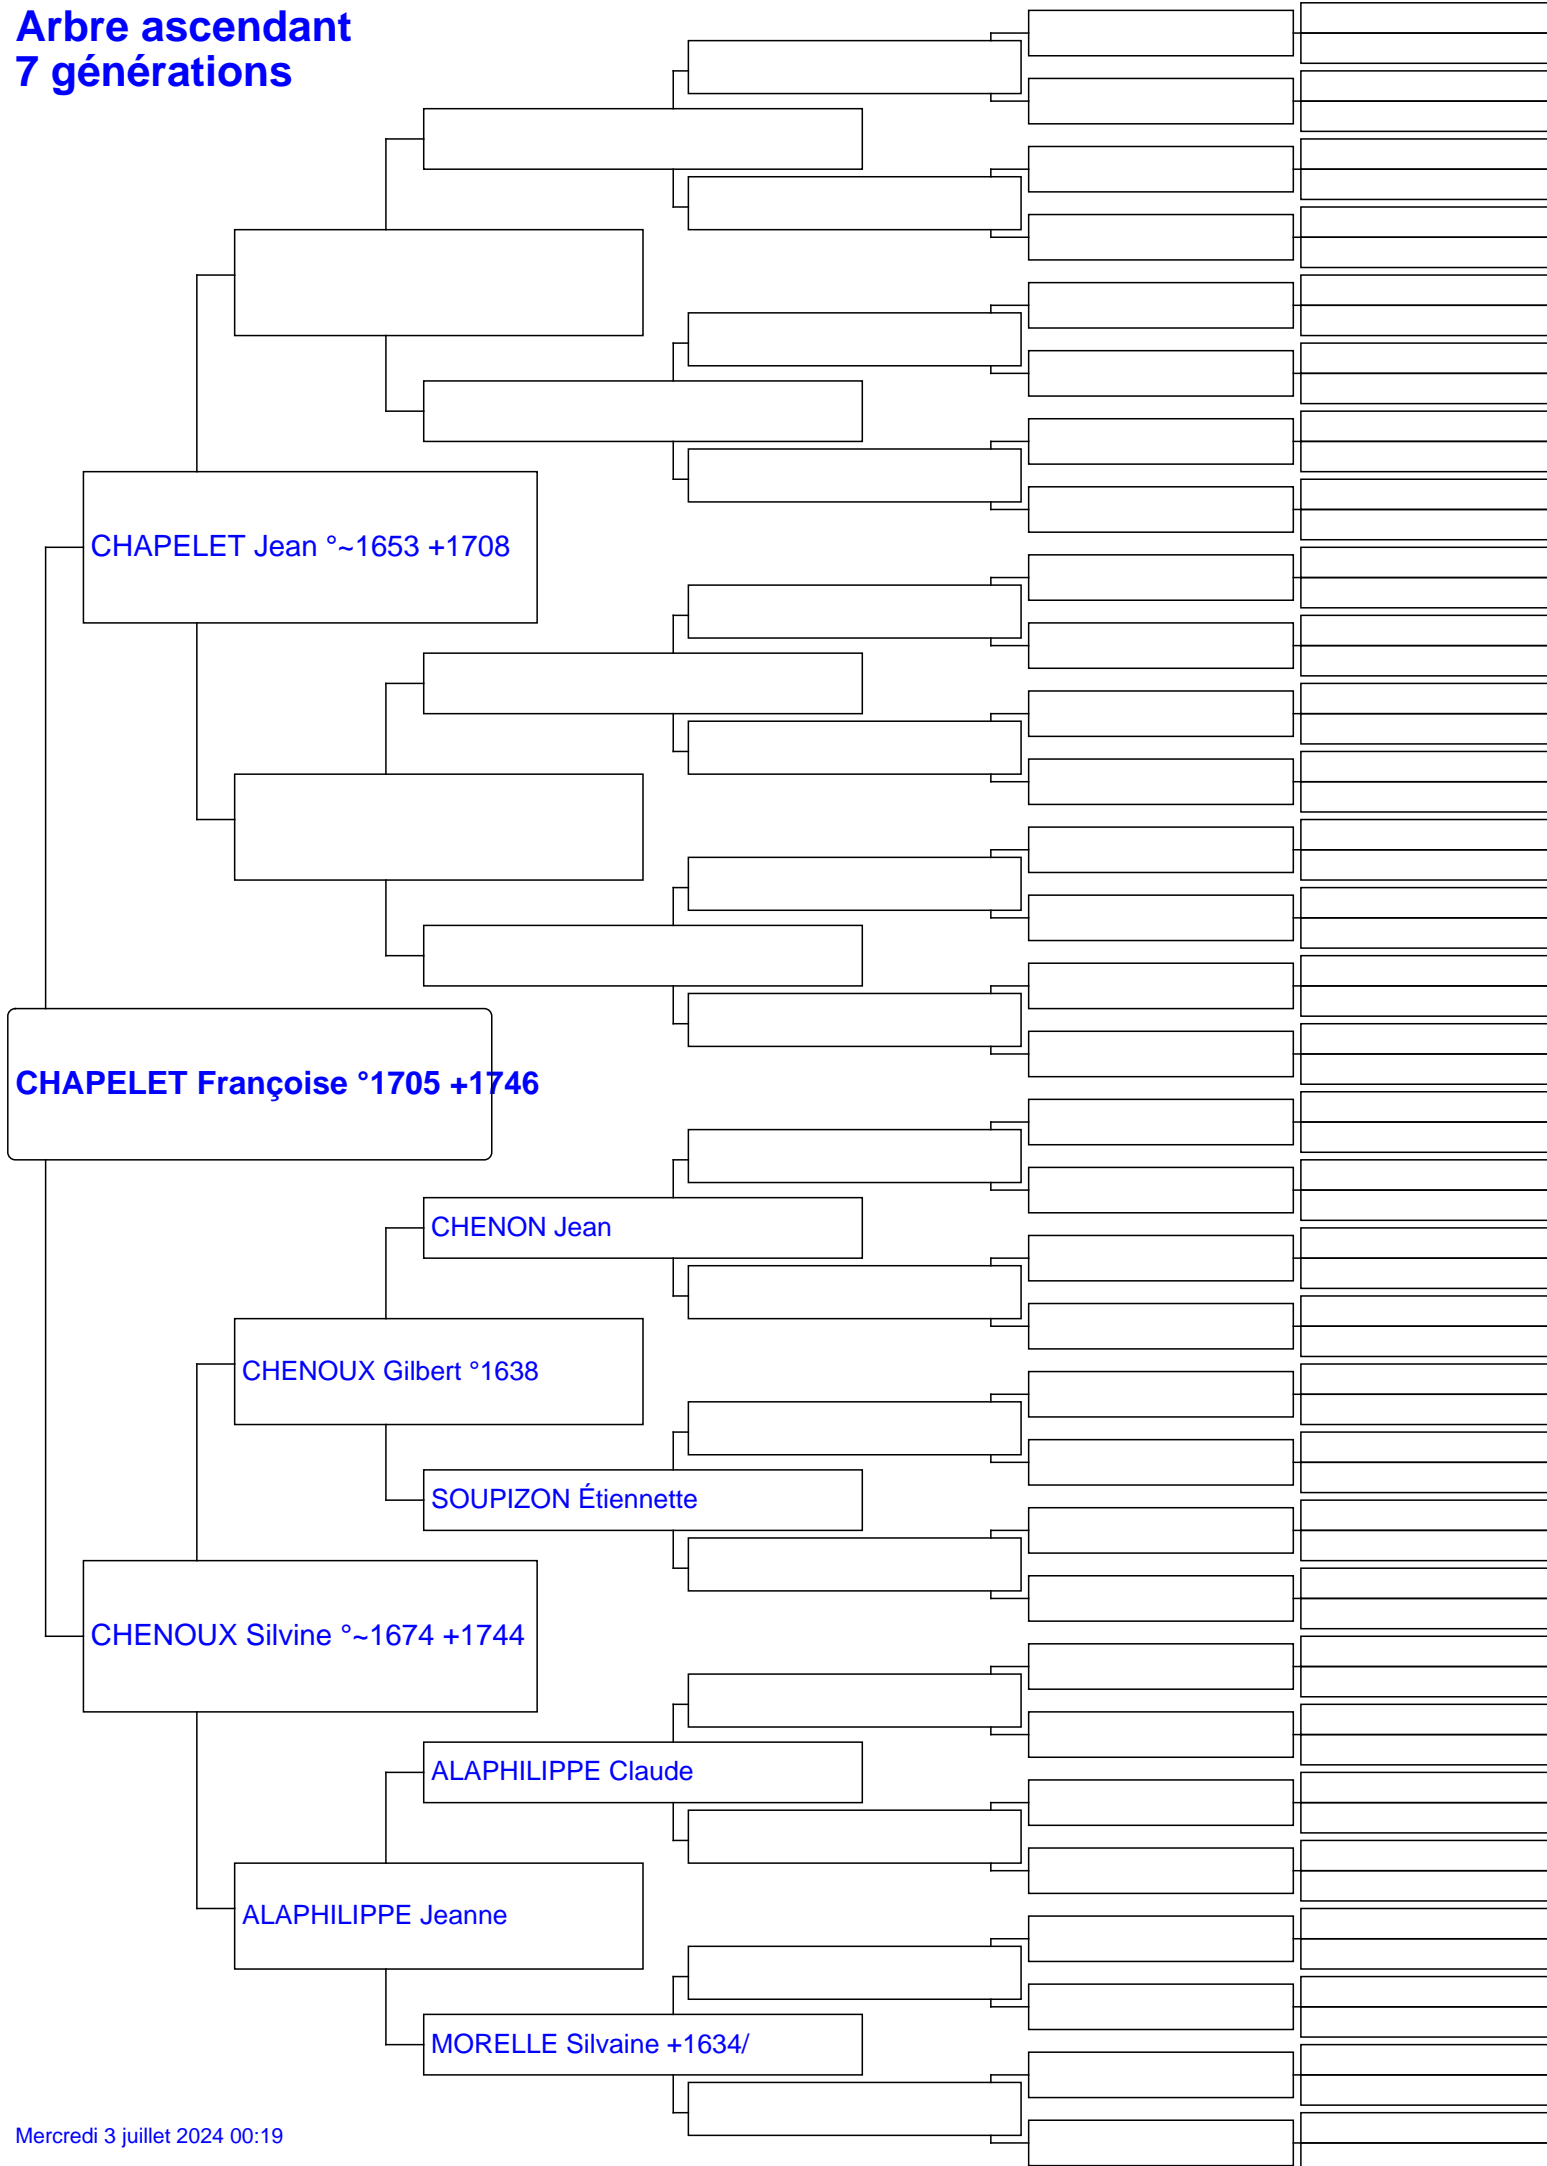 Arbre ascendant
7 générations
CHAPELET Jean °~1653 +1708
CHAPELET Françoise °1705 +1746
CHENON Jean
CHENOUX Gilbert °1638
SOUPIZON Étiennette
CHENOUX Silvine °~1674 +1744
ALAPHILIPPE Claude
ALAPHILIPPE Jeanne
MORELLE Silvaine +1634/
Mercredi 3 juillet 2024 00:19